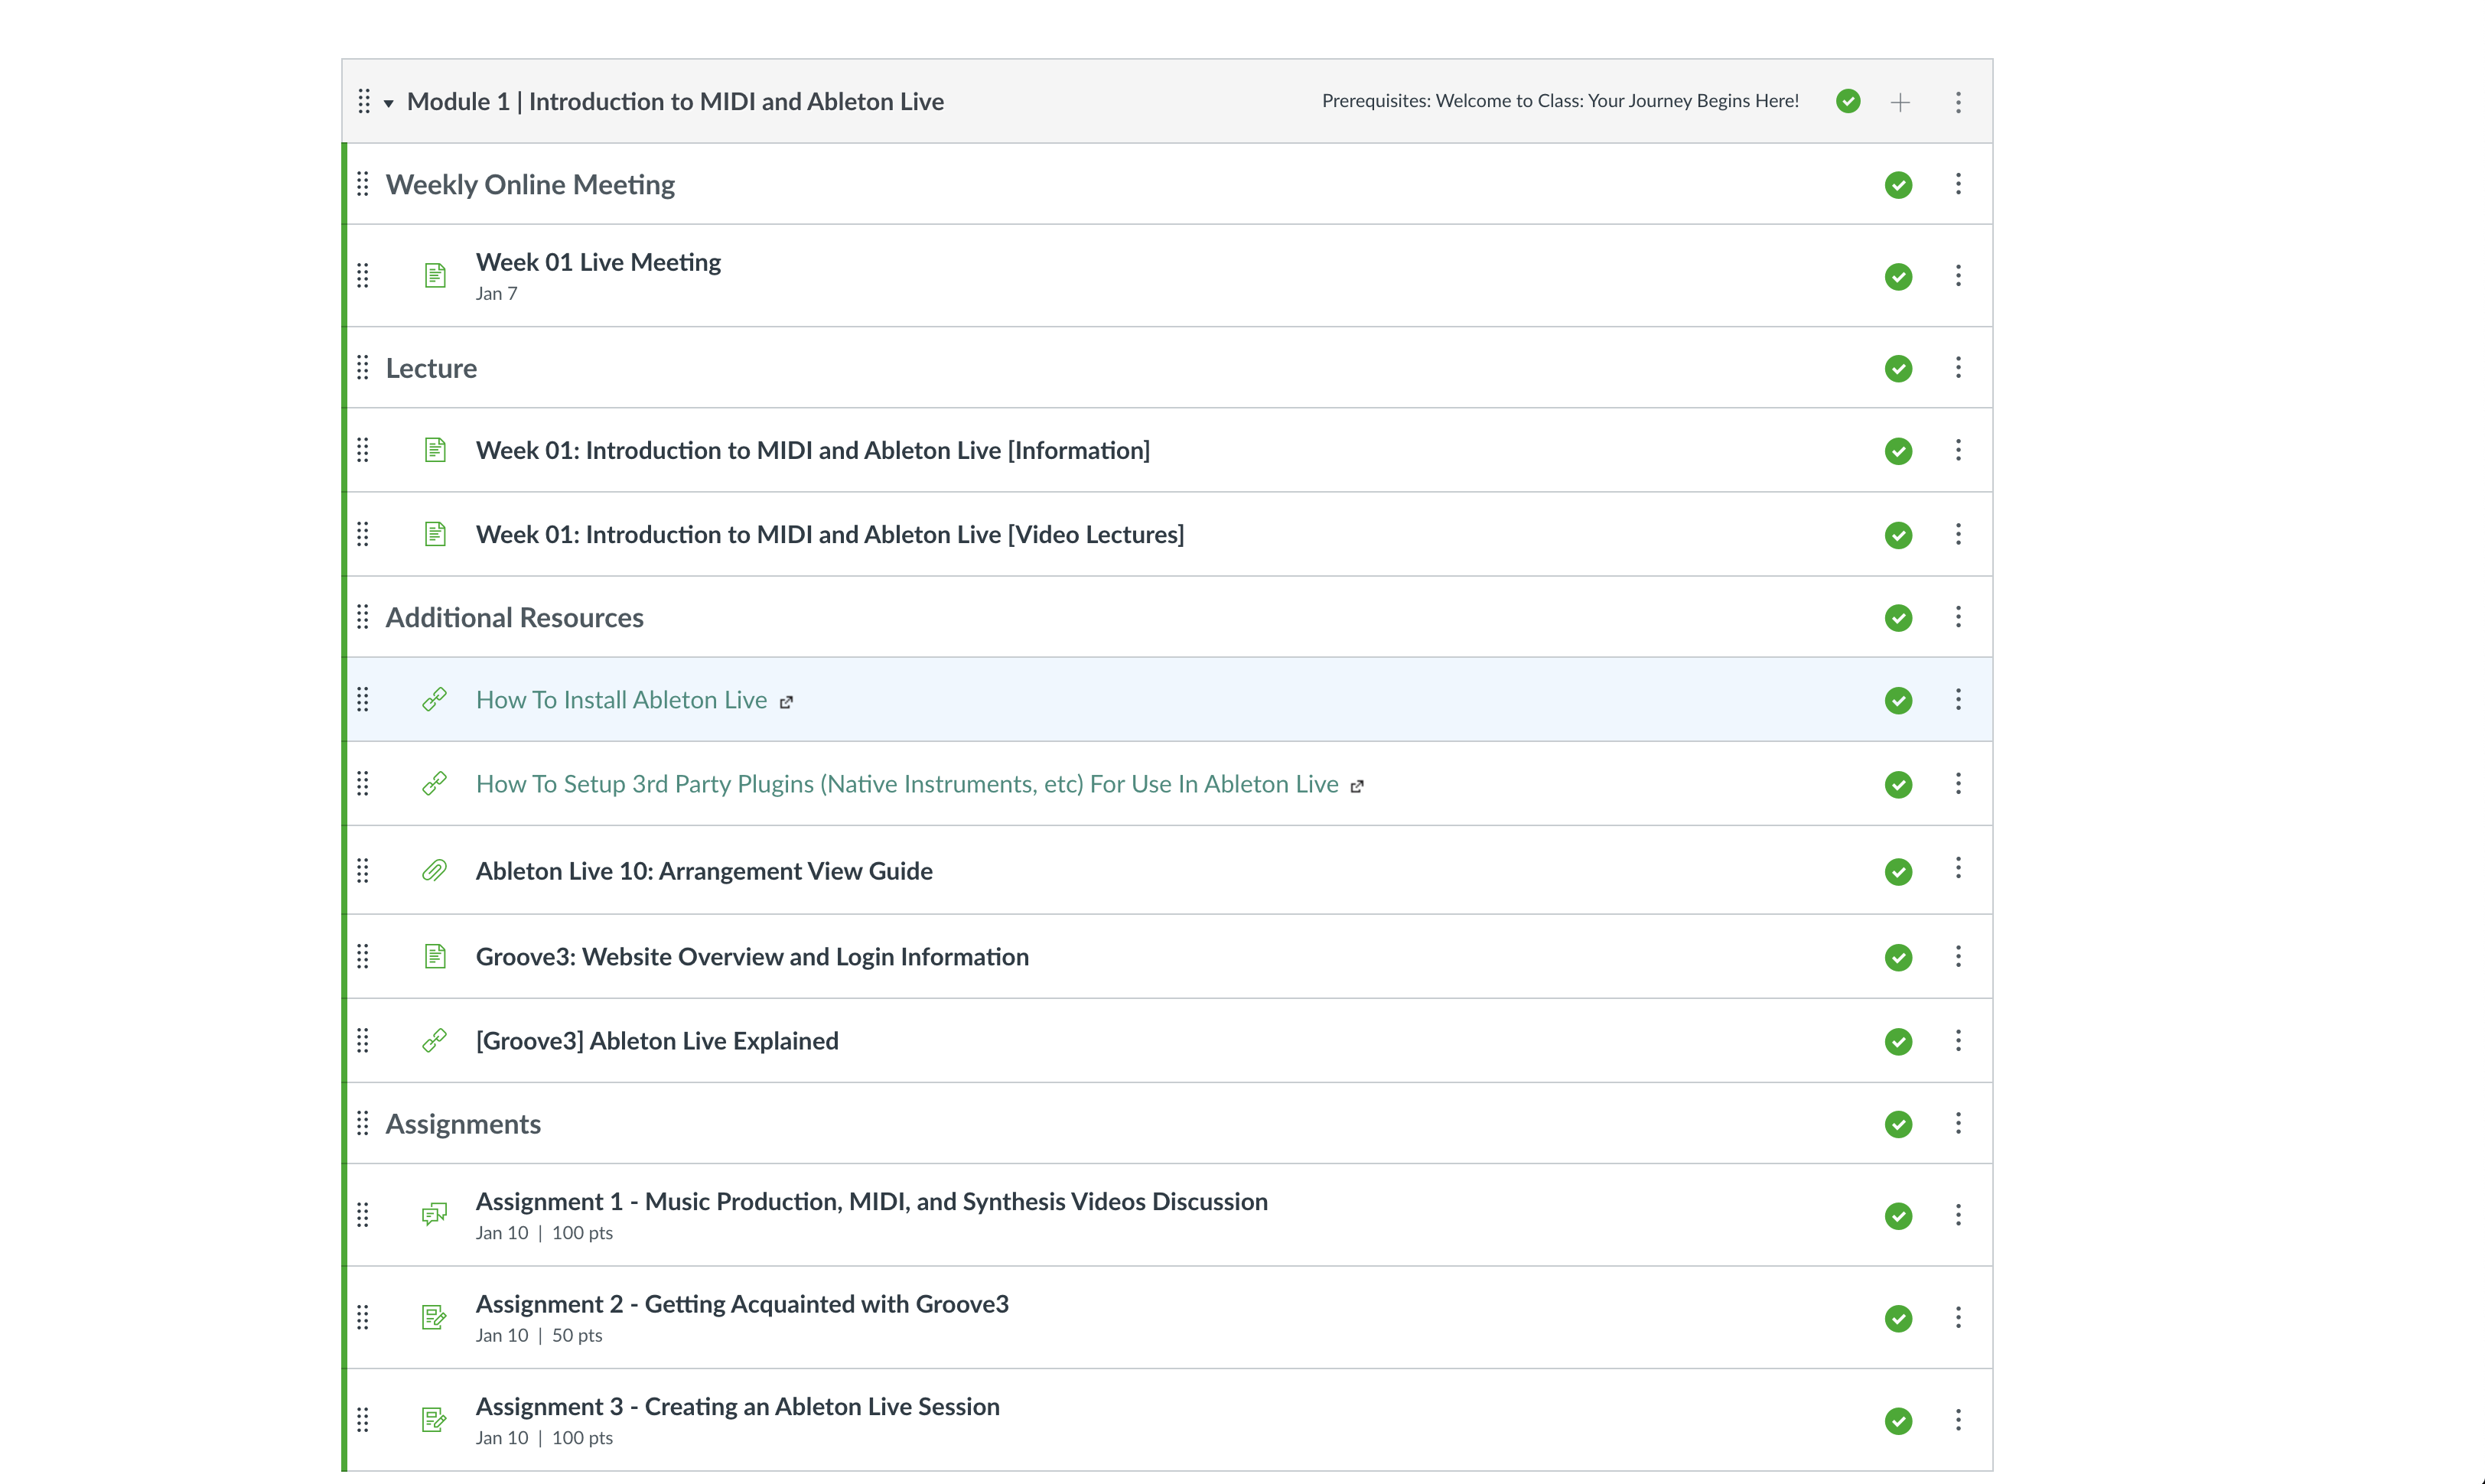 Module 1 | Introduction to MIDI and Ableton Live
Prerequisites: Welcome to Class: Your Journey Begins Here!
Weekly Online Meeting
Week 01 Live Meeting
Jan 7
Lecture
Week 01: Introduction to MIDI and Ableton Live [Information]
Week 01: Introduction to MIDI and Ableton Live [Video Lectures]
Additional Resources
How To Install Ableton Live
How To Setup 3rd Party Plugins (Native Instruments, etc) For Use In Ableton Live
Ableton Live 10: Arrangement View Guide
Groove3: Website Overview and Login Information
[Groove3] Ableton Live Explained
Assignments
Assignment 1 - Music Production, MIDI, and Synthesis Videos Discussion
Jan 10 | 100 pts
Assignment 2 - Getting Acquainted with Groove3
Jan 10 | 50 pts
Assignment 3 - Creating an Ableton Live Session
Jan 10 | 100 pts